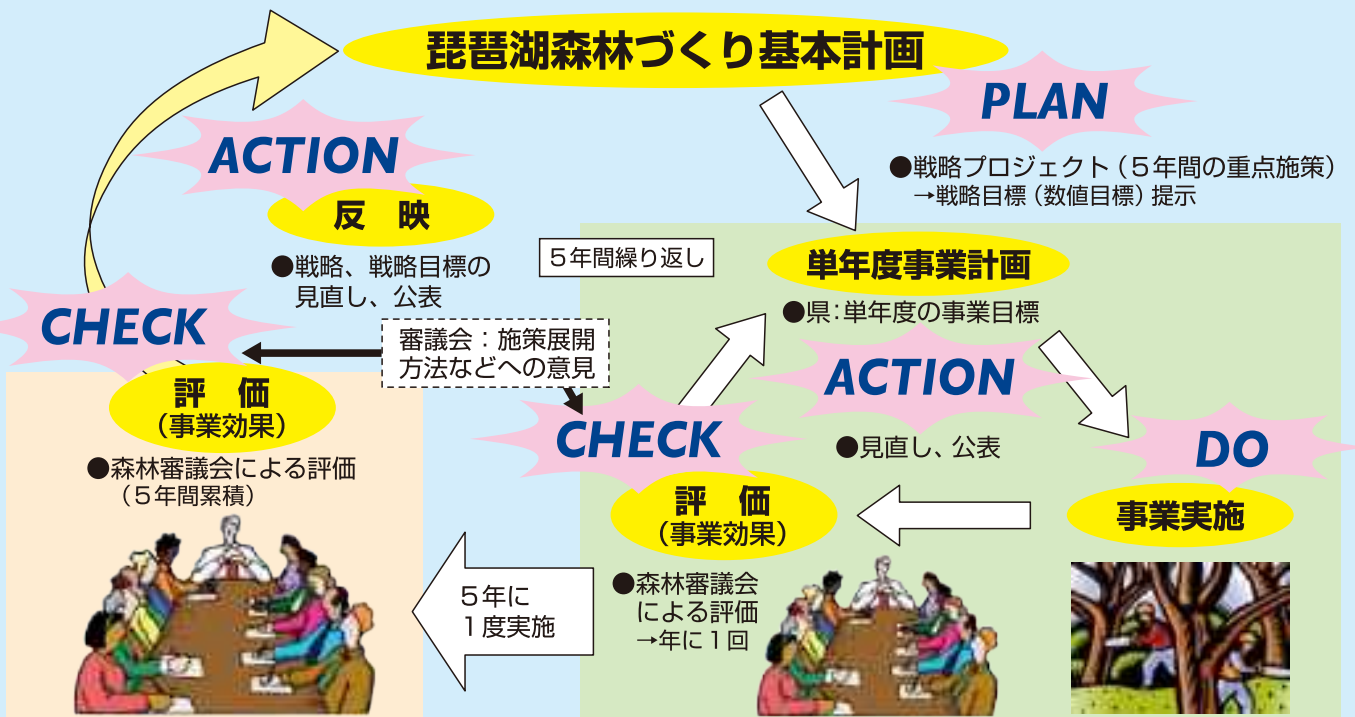 琵琶湖森林づくり基本計画
PLAN
●戦略プロジェクト（５年間の重点施策）
→戦略目標（数値目標）提示
ACTION
反　映
●戦略、戦略目標の
見直し、公表
５年間繰り返し
単年度事業計画
●県：単年度の事業目標
CHECK
審議会：施策展開
方法などへの意見
評　価
（事業効果）
●森林審議会による評価
（５年間累積）
ACTION
●見直し、公表
DO
事業実施
CHECK
評　価
（事業効果）
●森林審議会
による評価
→年に１回
５年に
１度実施